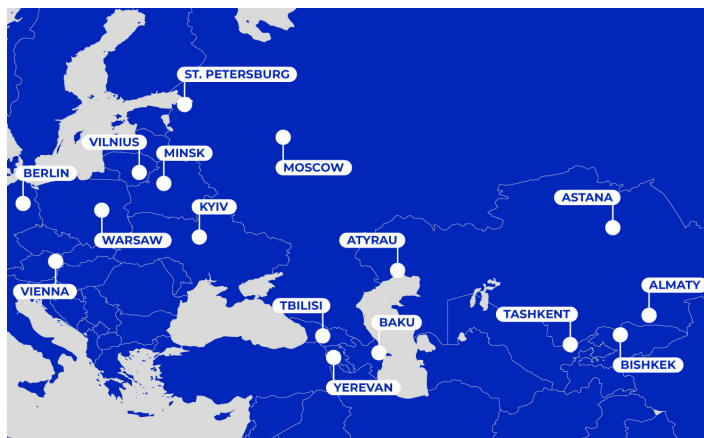 ST. PETERSBURG
VILNIUS
MINSK
MOSCOW
BERLIN
ASTANA
KYIV
WARSAW
ATYRAU
VIENNA
ALMATY
TBILISI
TASHKENT
BAKU
BISHKEK
YEREVAN